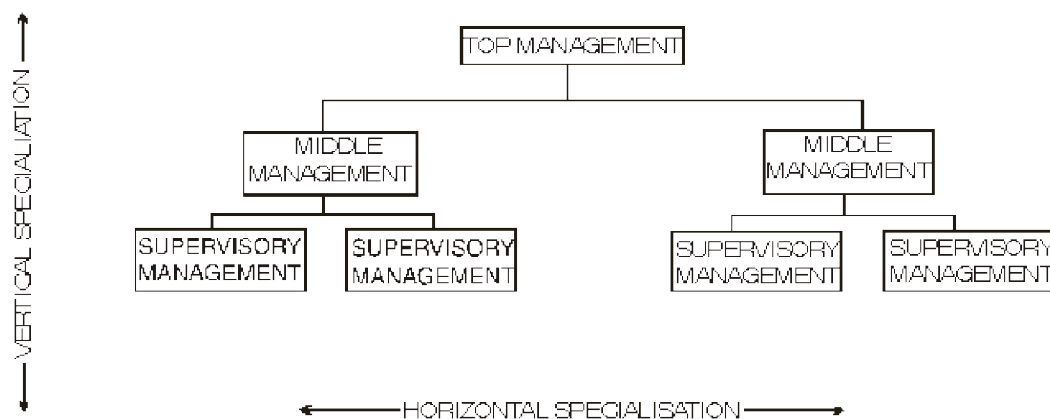 TOP MANAGEMENT
MIDDLE
MANAGEMENT
MIDDLE
MANAGEMENT
SUPERVISORY
MANAGEMENT
SUPERVISORY
MANAGEMENT
SUPERVISORY
MANAGEMENT
SUPERVISORY
MANAGEMENT
VERTICAL SPECIALIATION
HORIZONTAL SPECIALISATION